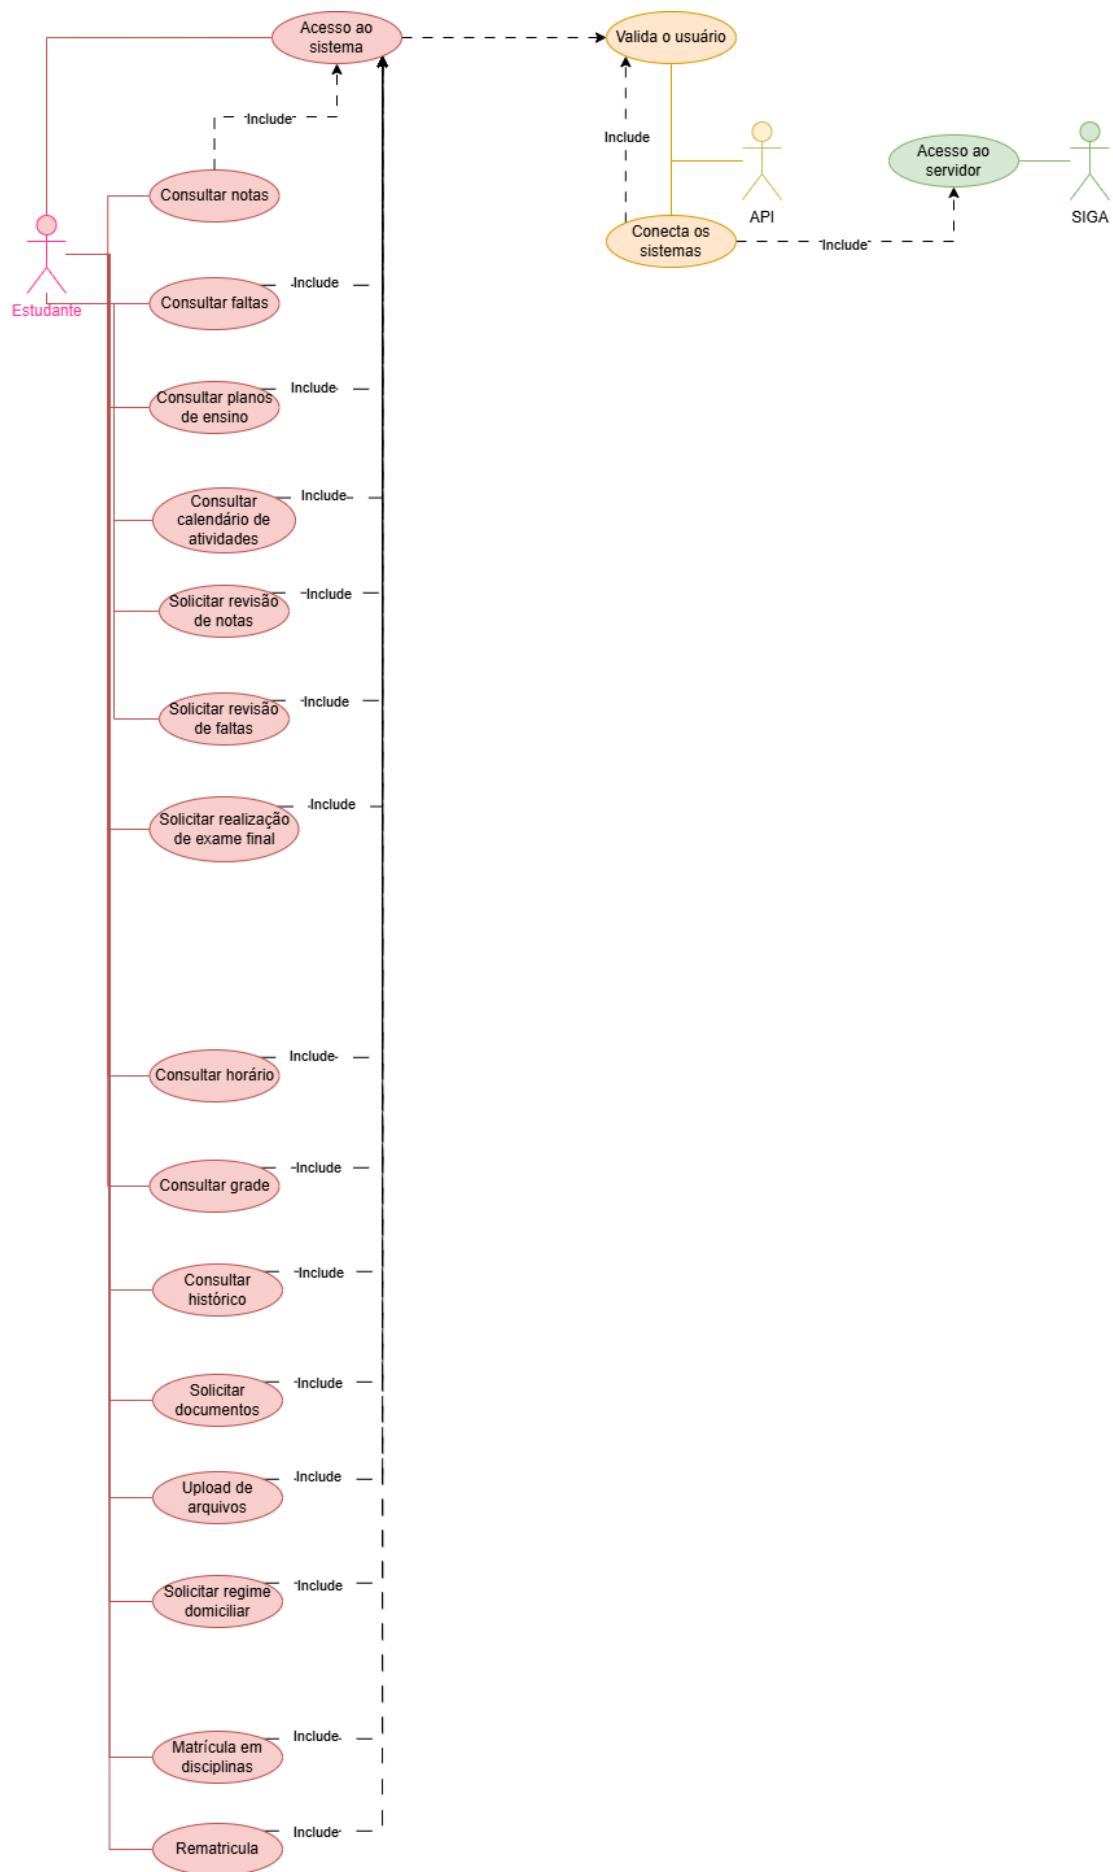 Acesso ao
sistema
Valida o usuário
Include
Include
API
Acesso ao
servidor
SIGA
Consultar notas
Conecta os
sistemas
Include
Estudante
Consultar faltas
Include
Consultar planos
de ensino
Include
Consultar
calendário de
atividades
Include
Solicitar revisão
de notas
Include
Solicitar revisão
de faltas
Include
Solicitar realização
de exame final
Include
Consultar horário
Include
Consultar grade
Include
Consultar
histórico
Include
Solicitar
documentos
Include
Upload de
arquivos
Include
Solicitar regime
domiciliar
Include
Matrícula em
disciplinas
Include
Rematricula
Include